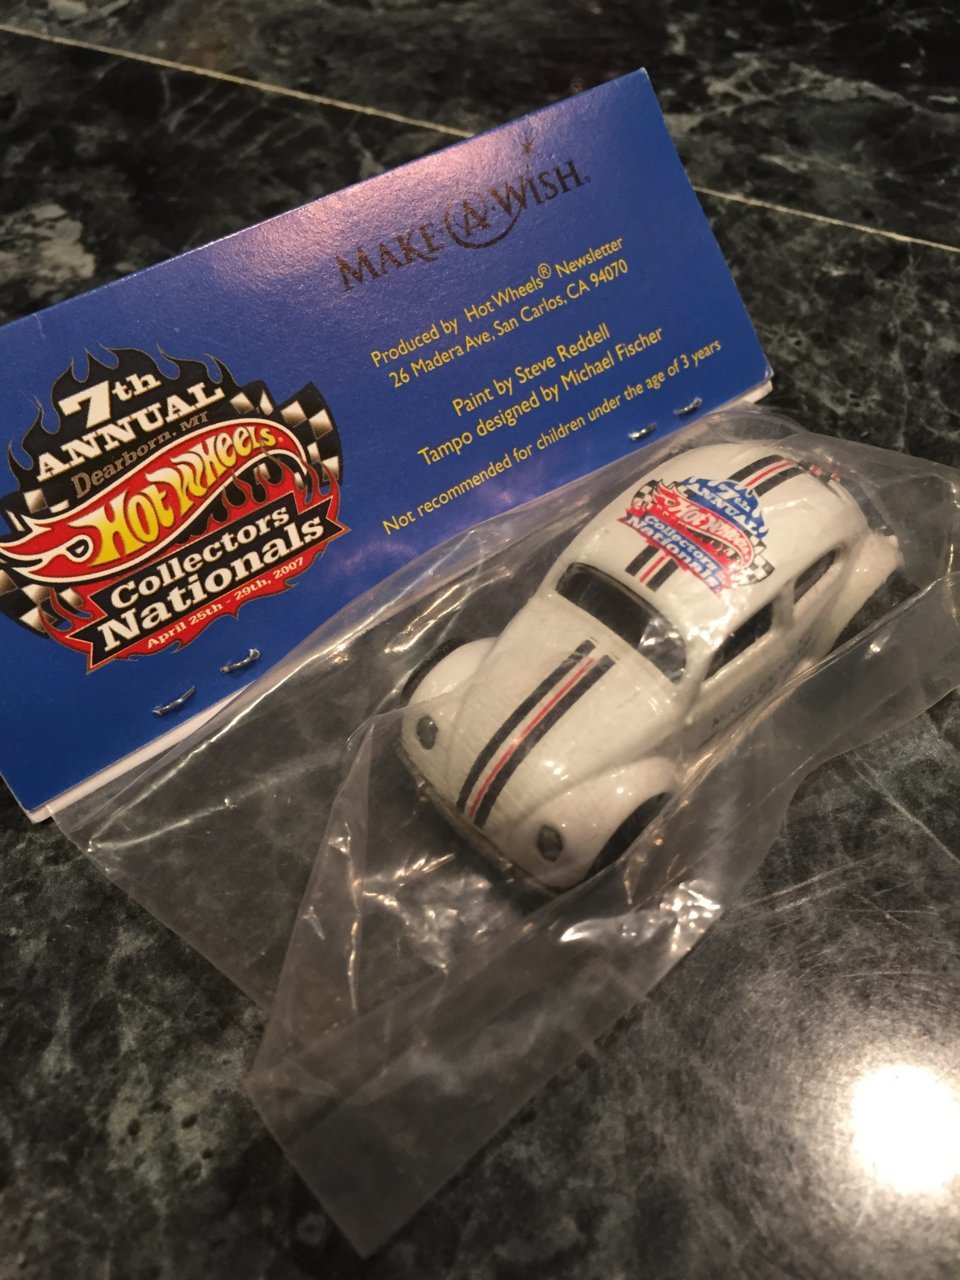 MAKE-A-WISH®
Produced by Hot Wheels® Newsletter
26 Madera Ave, San Carlos, CA 94070
Paint by Steve Reddell
Tampo designed by Michael Fischer
Not recommended for children under the age of 3 years
7th
ANNUAL
Dearborn, MI
Hot Wheels®
Collectors
Nationals
April 25th - 29th, 2007
7th
ANNUAL
Hot Wheels
Collectors
Nationals